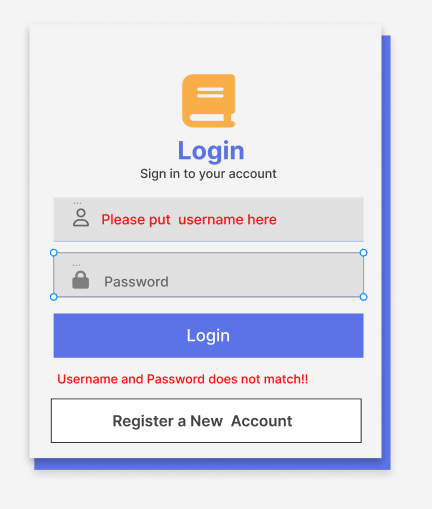 Login
Sign in to your account
...
Please put  username here
...
Password
Login
Username and Password does not match!!
Register a New  Account